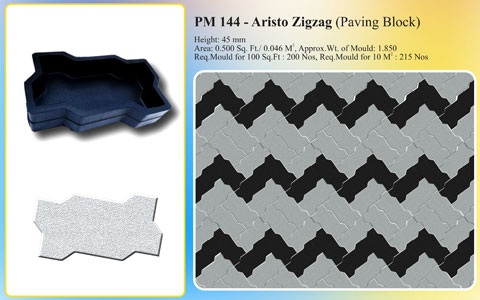 PM 144 - Aristo Zigzag (Paving Block)
Height: 45 mm
Area: 0.500 Sq. Ft./ 0.046 M², Approx.Wt. of Mould: 1.850
Req.Mould for 100 Sq.Ft : 200 Nos, Req.Mould for 10 M² : 215 Nos